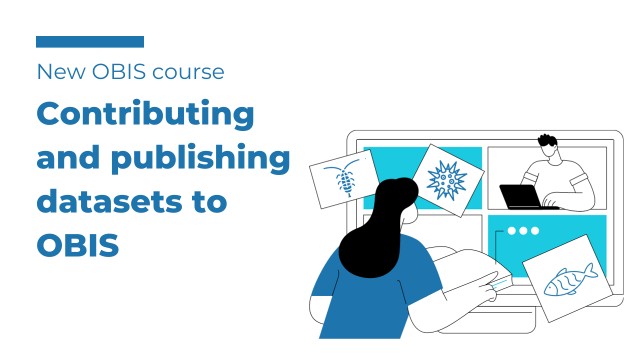 New OBIS course
Contributing
and publishing
datasets to
OBIS